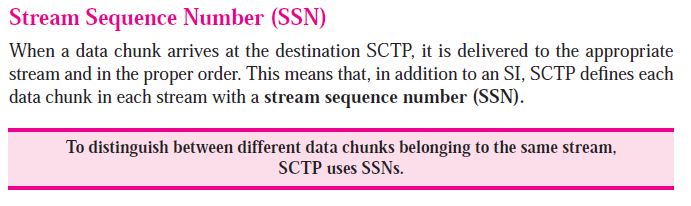 Stream Sequence Number (SSN)
When a data chunk arrives at the destination SCTP, it is delivered to the appropriate
stream and in the proper order. This means that, in addition to an SI, SCTP defines each
data chunk in each stream with a stream sequence number (SSN).
To distinguish between different data chunks belonging to the same stream,
SCTP uses SSNs.